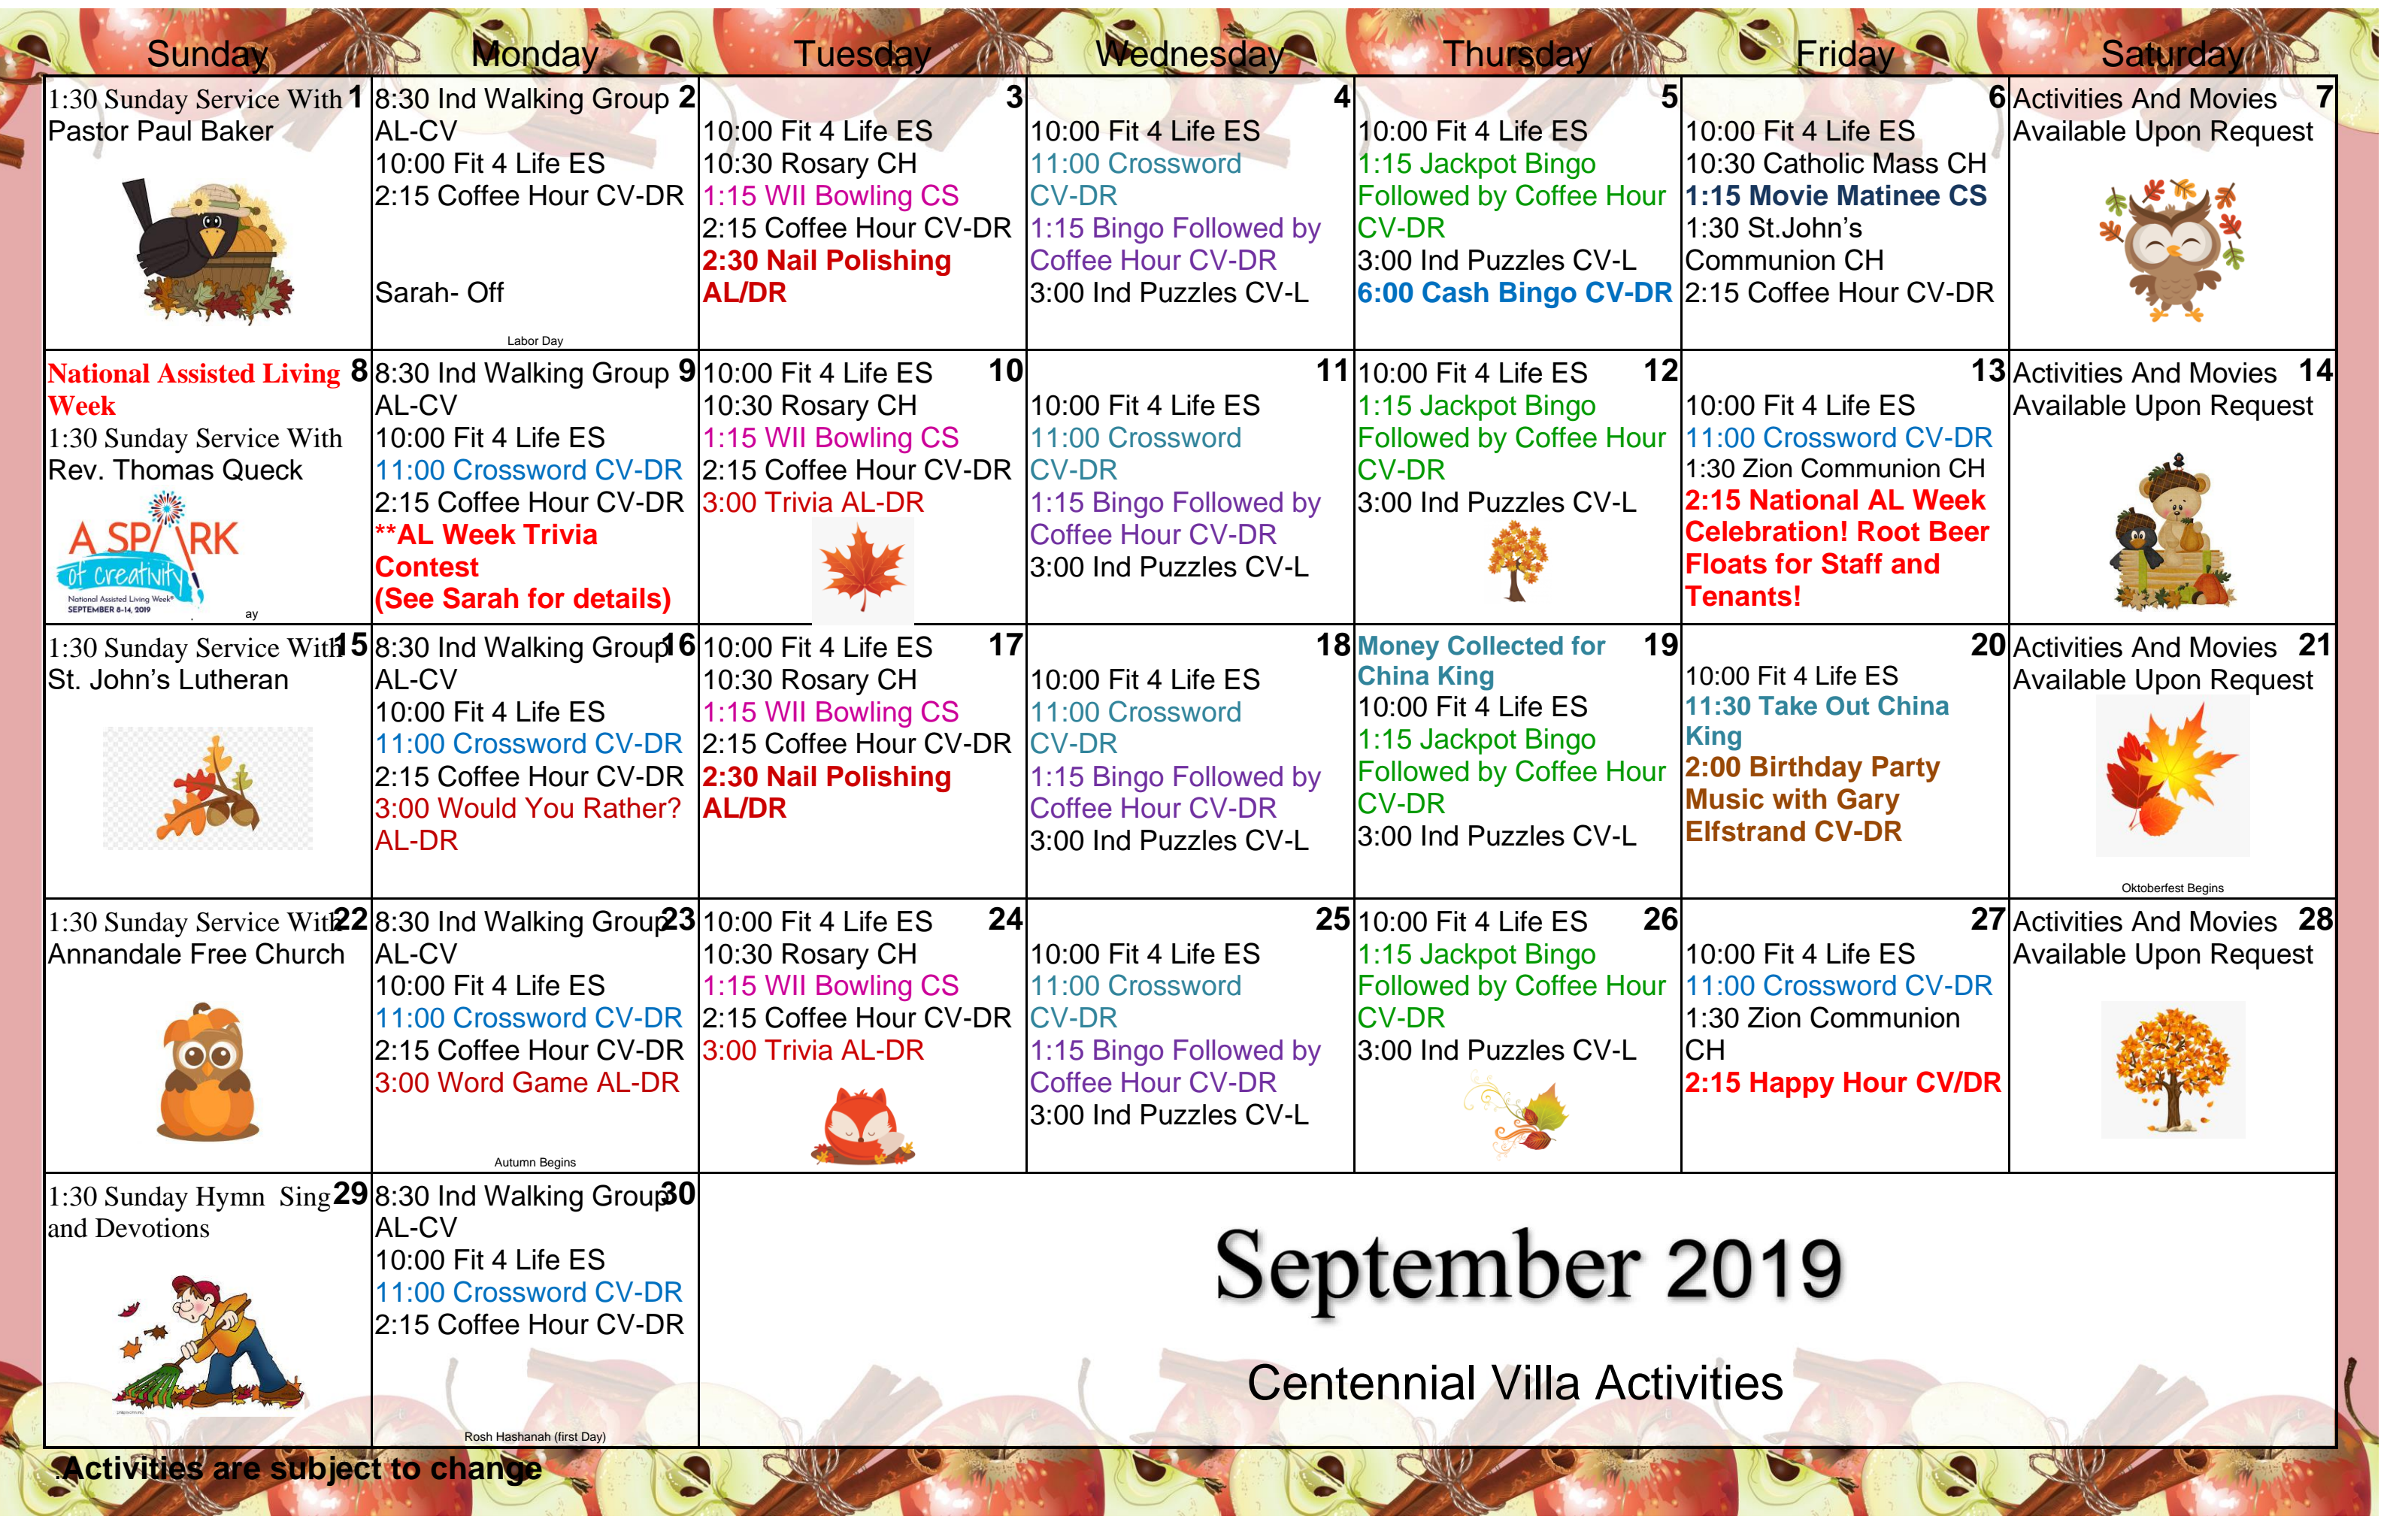 Sunday Monday Tuesday Wednesday Thursday Friday Saturday
1:30 Sunday Service With 1
Pastor Paul Baker
8:30 Ind Walking Group 2
AL-CV
10:00 Fit 4 Life ES
2:15 Coffee Hour CV-DR
Sarah- Off
Labor Day
3
10:00 Fit 4 Life ES
10:30 Rosary CH
1:15 WII Bowling CS
2:15 Coffee Hour CV-DR
2:30 Nail Polishing
AL/DR
4
10:00 Fit 4 Life ES
11:00 Crossword
CV-DR
1:15 Bingo Followed by
Coffee Hour CV-DR
3:00 Ind Puzzles CV-L
5
10:00 Fit 4 Life ES
1:15 Jackpot Bingo
Followed by Coffee Hour
CV-DR
3:00 Ind Puzzles CV-L
6:00 Cash Bingo CV-DR
6
10:00 Fit 4 Life ES
10:30 Catholic Mass CH
1:15 Movie Matinee CS
1:30 St.John's
Communion CH
2:15 Coffee Hour CV-DR
Activities And Movies 7
Available Upon Request
National Assisted Living 8
Week
1:30 Sunday Service With
Rev. Thomas Queck
A SPARK
of creativity
National Assisted Living Week®
SEPTEMBER 8-14, 2019
ay
8:30 Ind Walking Group 9
AL-CV
10:00 Fit 4 Life ES
11:00 Crossword CV-DR
2:15 Coffee Hour CV-DR
**AL Week Trivia
Contest
(See Sarah for details)
10:00 Fit 4 Life ES 10
10:30 Rosary CH
1:15 WII Bowling CS
2:15 Coffee Hour CV-DR
3:00 Trivia AL-DR
11
10:00 Fit 4 Life ES
11:00 Crossword
CV-DR
1:15 Bingo Followed by
Coffee Hour CV-DR
3:00 Ind Puzzles CV-L
10:00 Fit 4 Life ES 12
1:15 Jackpot Bingo
Followed by Coffee Hour
CV-DR
3:00 Ind Puzzles CV-L
13
10:00 Fit 4 Life ES
11:00 Crossword CV-DR
1:30 Zion Communion CH
2:15 National AL Week
Celebration! Root Beer
Floats for Staff and
Tenants!
Activities And Movies 14
Available Upon Request
1:30 Sunday Service With 15
St. John's Lutheran
8:30 Ind Walking Group 16
AL-CV
10:00 Fit 4 Life ES
11:00 Crossword CV-DR
2:15 Coffee Hour CV-DR
3:00 Would You Rather?
AL-DR
10:00 Fit 4 Life ES 17
10:30 Rosary CH
1:15 WII Bowling CS
2:15 Coffee Hour CV-DR
2:30 Nail Polishing
AL/DR
18
10:00 Fit 4 Life ES
11:00 Crossword
CV-DR
1:15 Bingo Followed by
Coffee Hour CV-DR
3:00 Ind Puzzles CV-L
Money Collected for 19
China King
10:00 Fit 4 Life ES
1:15 Jackpot Bingo
Followed by Coffee Hour
CV-DR
3:00 Ind Puzzles CV-L
20
10:00 Fit 4 Life ES
11:30 Take Out China
King
2:00 Birthday Party
Music with Gary
Elfstrand CV-DR
Activities And Movies 21
Available Upon Request
Oktoberfest Begins
1:30 Sunday Service With 22
Annandale Free Church
8:30 Ind Walking Group 23
AL-CV
10:00 Fit 4 Life ES
11:00 Crossword CV-DR
2:15 Coffee Hour CV-DR
3:00 Word Game AL-DR
Autumn Begins
10:00 Fit 4 Life ES 24
10:30 Rosary CH
1:15 WII Bowling CS
2:15 Coffee Hour CV-DR
3:00 Trivia AL-DR
25
10:00 Fit 4 Life ES
11:00 Crossword
CV-DR
1:15 Bingo Followed by
Coffee Hour CV-DR
3:00 Ind Puzzles CV-L
10:00 Fit 4 Life ES 26
1:15 Jackpot Bingo
Followed by Coffee Hour
CV-DR
3:00 Ind Puzzles CV-L
27
10:00 Fit 4 Life ES
11:00 Crossword CV-DR
1:30 Zion Communion
CH
2:15 Happy Hour CV/DR
Activities And Movies 28
Available Upon Request
1:30 Sunday Hymn Sing 29
and Devotions
8:30 Ind Walking Group 30
AL-CV
10:00 Fit 4 Life ES
11:00 Crossword CV-DR
2:15 Coffee Hour CV-DR
Rosh Hashanah (first Day)
September 2019
Centennial Villa Activities
.Activities are subject to change